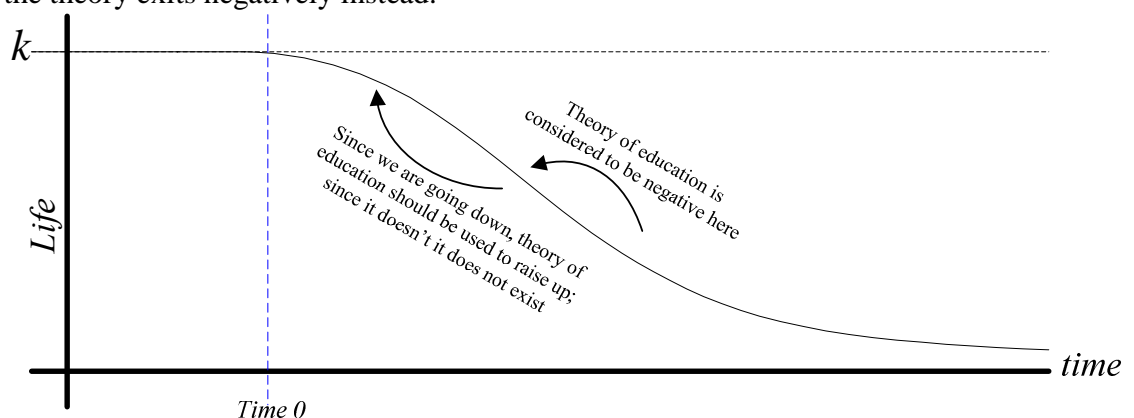 the theory exits negatively instead.
k
Theory of education is
considered to be negative here
Since we are going down, theory of
education should be used to raise up;
since it doesn't it does not exist
Life
time
Time 0